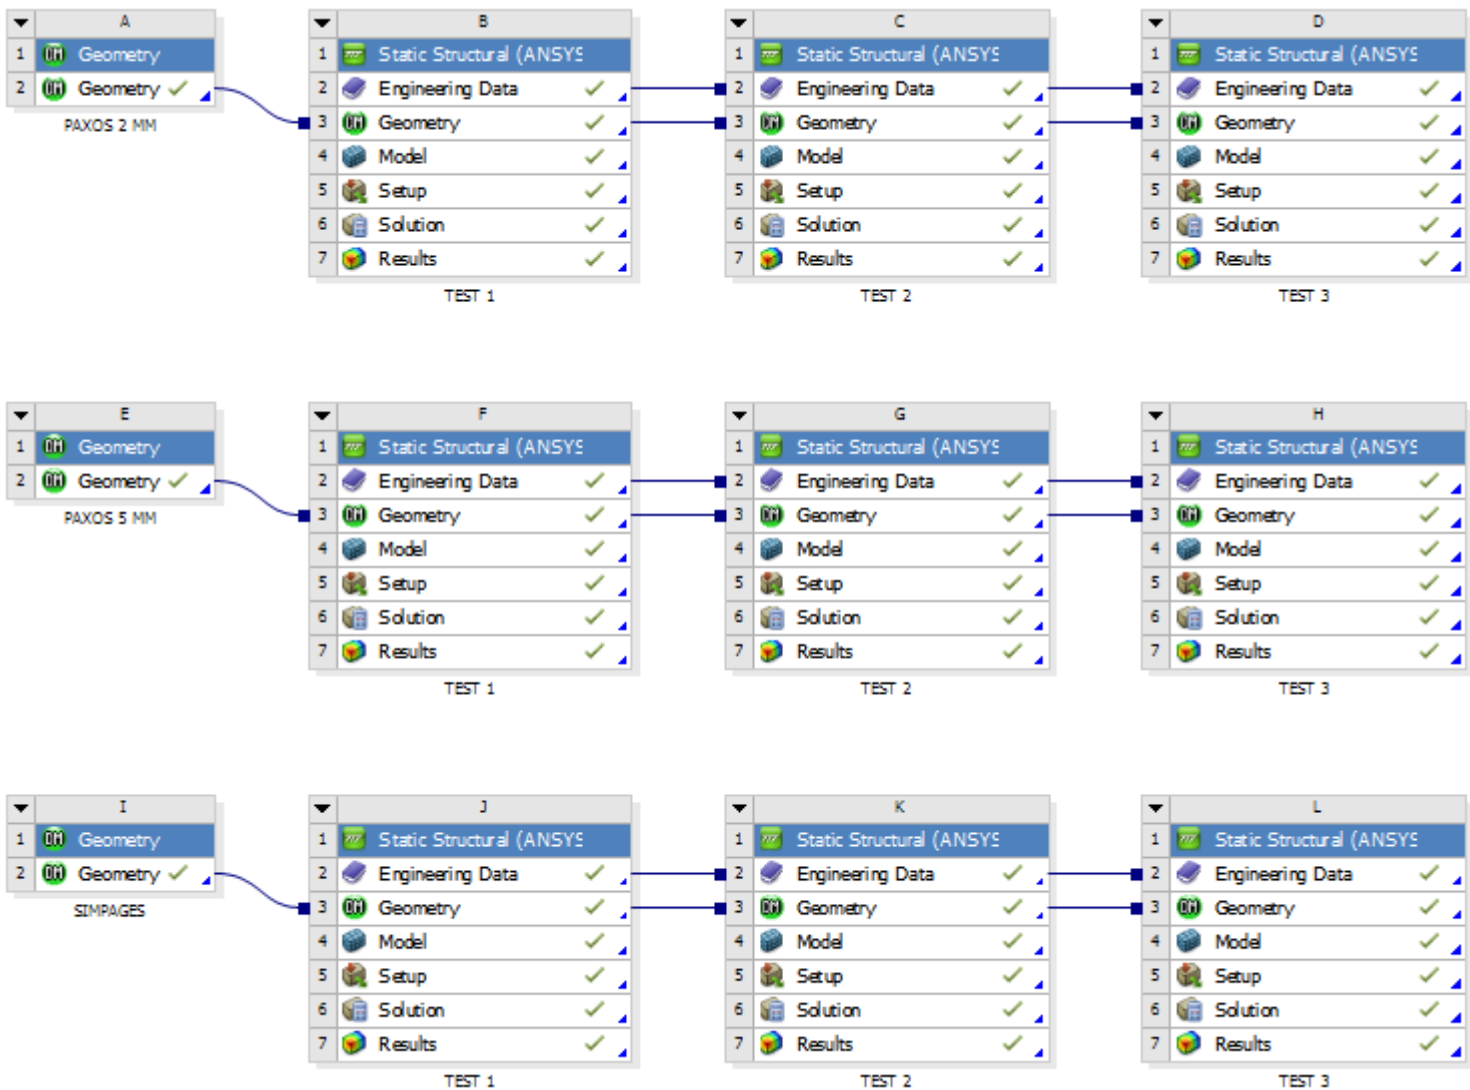 A
1 Geometry
2 Geometry
PAXOS 2 MM
B
1 Static Structural (ANSYS
2 Engineering Data
3 Geometry
4 Model
5 Setup
6 Solution
7 Results
TEST 1
C
1 Static Structural (ANSYS
2 Engineering Data
3 Geometry
4 Model
5 Setup
6 Solution
7 Results
TEST 2
D
1 Static Structural (ANSYS
2 Engineering Data
3 Geometry
4 Model
5 Setup
6 Solution
7 Results
TEST 3
E
1 Geometry
2 Geometry
PAXOS 5 MM
F
1 Static Structural (ANSYS
2 Engineering Data
3 Geometry
4 Model
5 Setup
6 Solution
7 Results
TEST 1
G
1 Static Structural (ANSYS
2 Engineering Data
3 Geometry
4 Model
5 Setup
6 Solution
7 Results
TEST 2
H
1 Static Structural (ANSYS
2 Engineering Data
3 Geometry
4 Model
5 Setup
6 Solution
7 Results
TEST 3
I
1 Geometry
2 Geometry
SIMPAGES
J
1 Static Structural (ANSYS
2 Engineering Data
3 Geometry
4 Model
5 Setup
6 Solution
7 Results
TEST 1
K
1 Static Structural (ANSYS
2 Engineering Data
3 Geometry
4 Model
5 Setup
6 Solution
7 Results
TEST 2
L
1 Static Structural (ANSYS
2 Engineering Data
3 Geometry
4 Model
5 Setup
6 Solution
7 Results
TEST 3